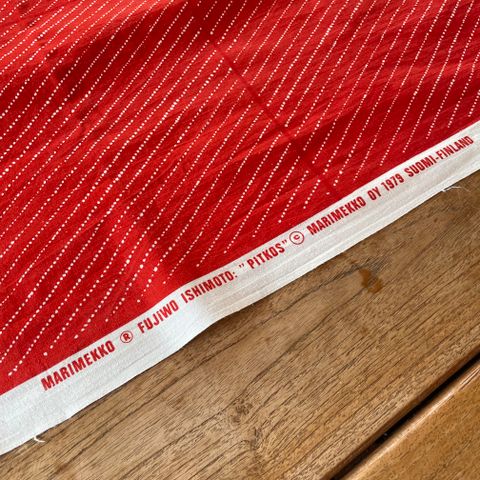 MARIMEKKO ® FUJIWO ISHIMOTO: "PITKOS" © MARIMEKKO OY 1979 SUOMI-FINLAND